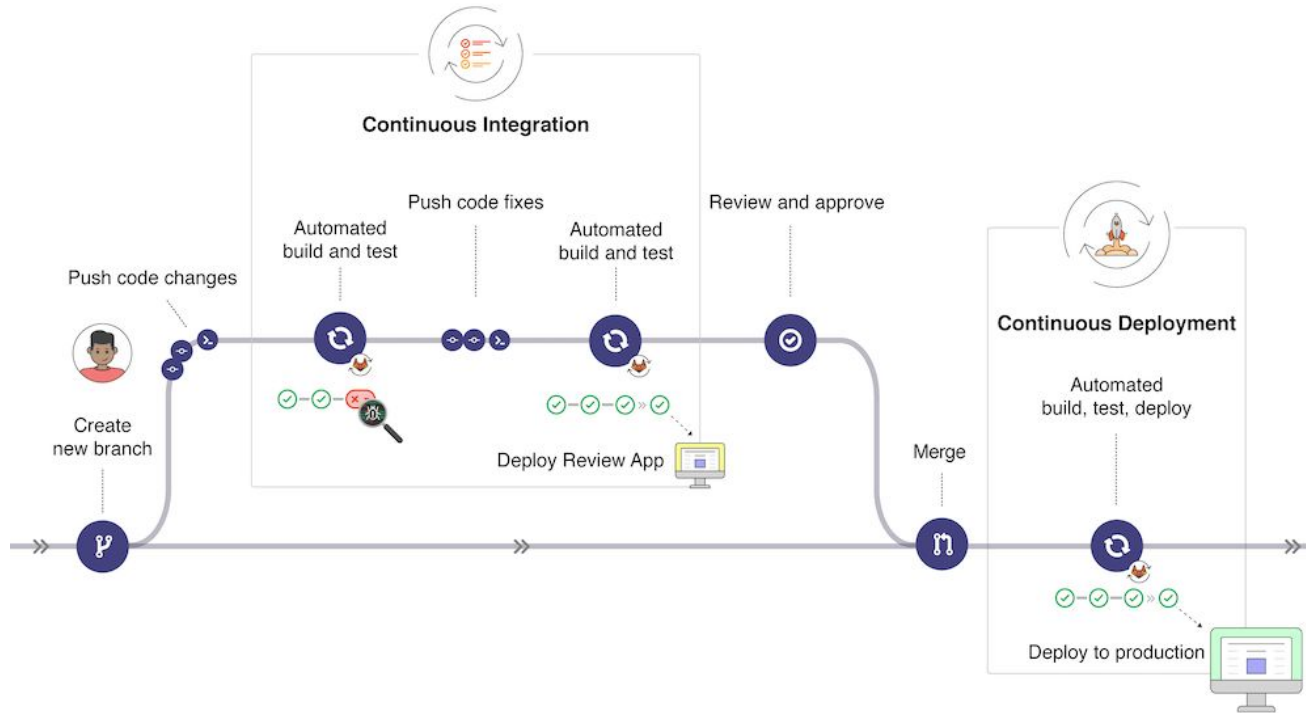 Continuous Integration
Push code changes
Automated
build and test
Push code fixes
Automated
build and test
Review and approve
Create
new branch
Deploy Review App
Merge
Continuous Deployment
Automated
build, test, deploy
Deploy to production